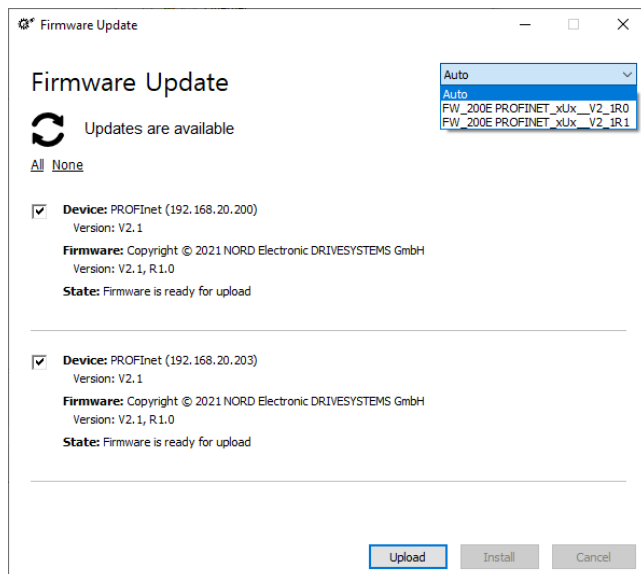 Firmware Update
Firmware Update
Auto
Auto
FW_200E PROFINET_xUx__V2_1R0
FW_200E PROFINET_xUx__V2_1R1
Updates are available
All None
Device: PROFInet (192.168.20.200)
Version: V2.1
Firmware: Copyright © 2021 NORD Electronic DRIVESYSTEMS GmbH
Version: V2.1, R1.0
State: Firmware is ready for upload
Device: PROFInet (192.168.20.203)
Version: V2.1
Firmware: Copyright © 2021 NORD Electronic DRIVESYSTEMS GmbH
Version: V2.1, R1.0
State: Firmware is ready for upload
Upload Install Cancel